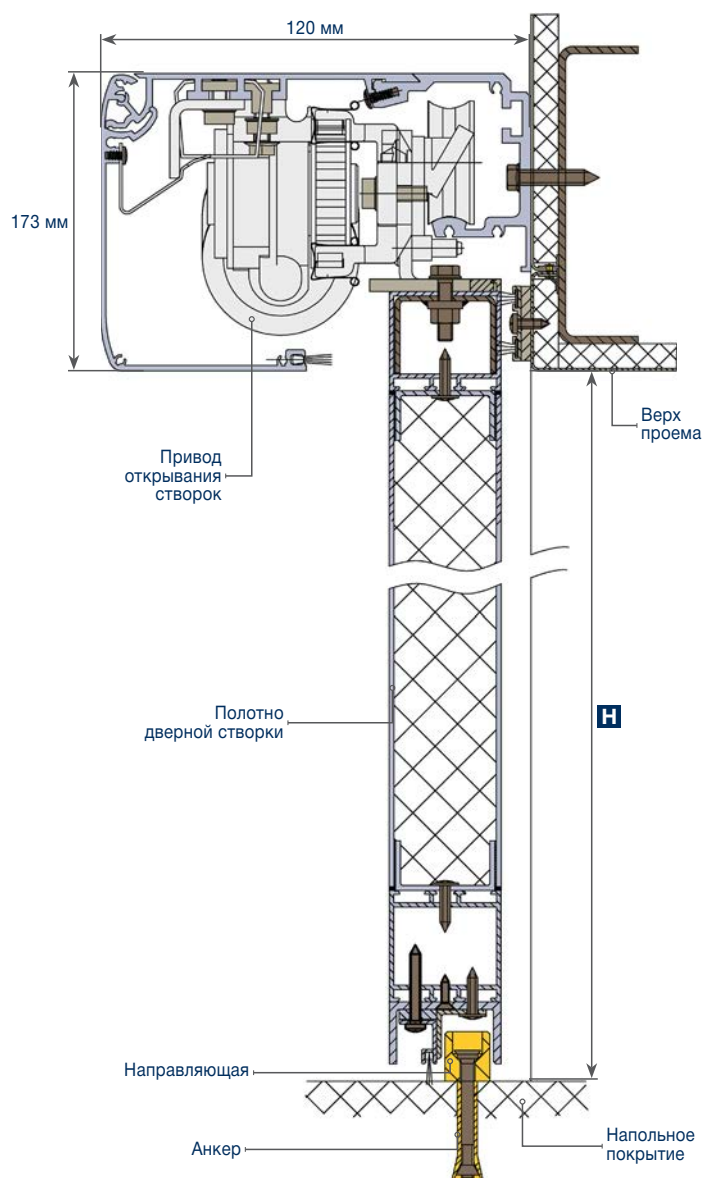 120 мм
173 мм
Верх
проема
Привод
открывания
створок
Полотно
дверной створки
H
Направляющая
Анкер
Напольное
покрытие